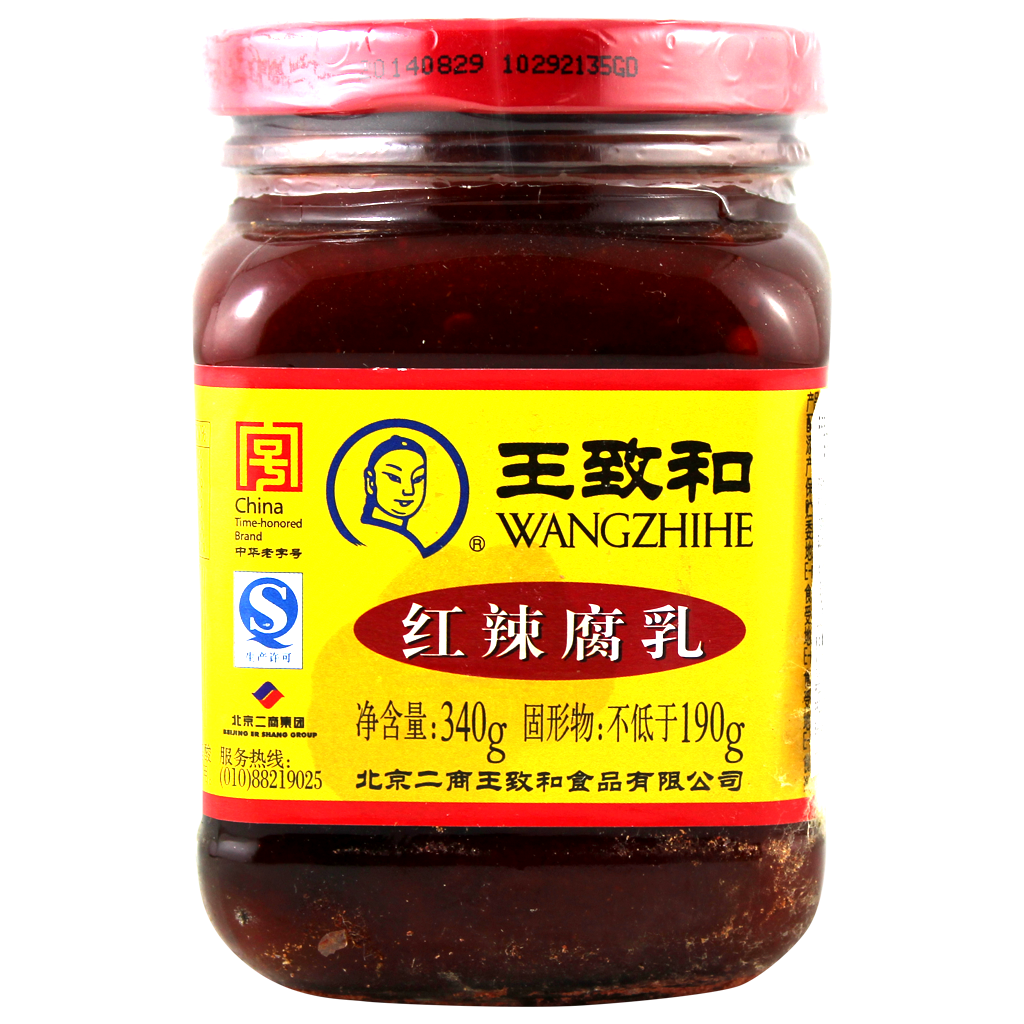 0140829 10292135GD
China
Time-honored
Brand
中华老字号
王致和
WANGZHIHE
®
生产许可
红辣腐乳
北京二商集团
BEIJING ER SHANG GROUP
净含量:340g 固形物:不低于190g
服务热线:
(010)88219025
北京二商王致和食品有限公司